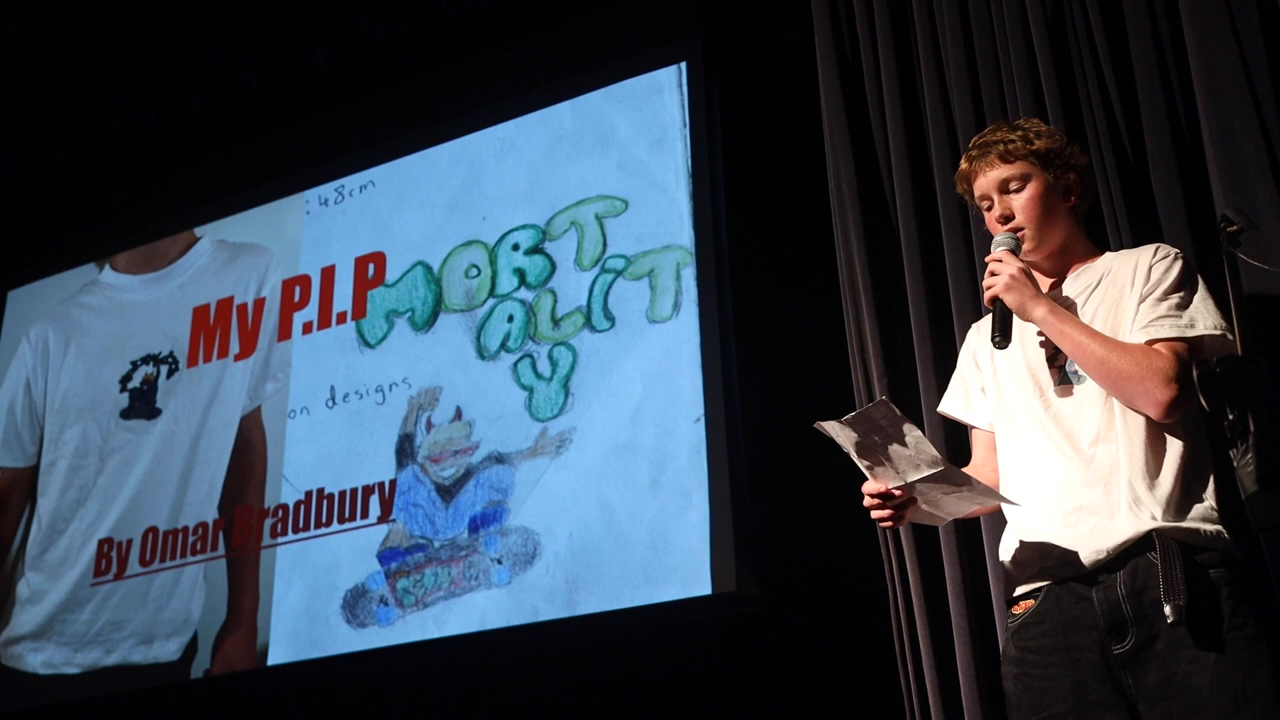 : 48cm
My P.I.P
MORT
ALIT
Y
on designs
By Omar Bradbury